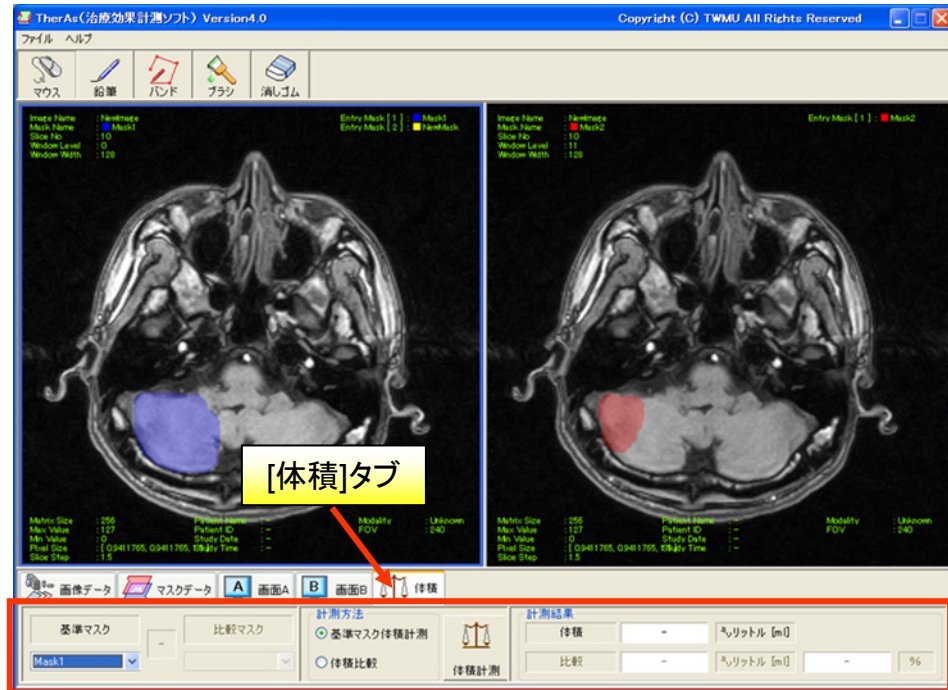 TherAs(治療効果計測ソフト) Version4.0
Copyright (C) TWMU All Rights Reserved
ファイル ヘルプ
マウス 鉛筆 バンド ブラシ 消しゴム
Image Name : NewImage
Mask Name : Mask1
Slice No : 10
Window Level : 0
Window Width : 128
Entry Mask [ 1 ] : Mask1
Entry Mask [ 2 ] : NewMask
Image Name : NewImage
Mask Name : Mask2
Slice No : 10
Window Level : 11
Window Width : 128
Entry Mask [ 1 ] : Mask2
[体積]タブ
Matrix Size : 256
Max Value : 127
Min Value : 0
Pixel Size : [ 0.9411765, 0.9411765, 
Slice Step : 1.5
Patient Name : -
Patient ID : -
Study Date : -
Study Time : -
Modality : Unknown
FOV : 240
Matrix Size : 256
Max Value : 127
Min Value : 0
Pixel Size : [ 0.9411765, 0.9411765, 
Slice Step : 1.5
Patient Name : -
Patient ID : -
Study Date : -
Study Time : -
Modality : Unknown
FOV : 240
画像データ マスクデータ A 画面A B 画面B 体積
基準マスク - 比較マスク
Mask1
計測方法
基準マスク体積計測
体積比較
体積計測
計測結果
体積 - ミリリットル [ml]
比較 - ミリリットル [ml] - %